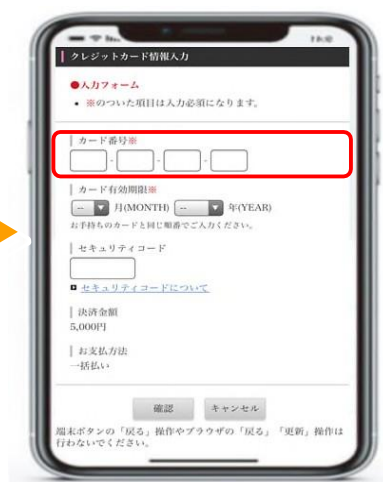 クレジットカード情報入力
●入力フォーム
• ※のついた項目は入力必須になります。
カード番号※
- - -
カード有効期限※
-- 月(MONTH) -- 年(YEAR)
お手持ちのカードと同じ順番でご入力ください。
セキュリティコード
セキュリティコードについて
決済金額
5,000円
お支払方法
一括払い
確認 キャンセル
端末ボタンの「戻る」操作やブラウザの「戻る」「更新」操作は
行わないでください。